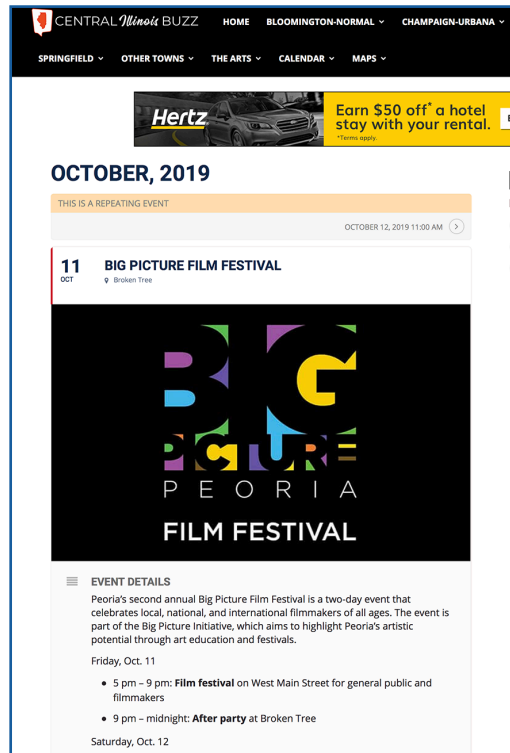 CENTRAL Illinois BUZZ
HOME
BLOOMINGTON-NORMAL
CHAMPAIGN-URBANA
SPRINGFIELD
OTHER TOWNS
THE ARTS
CALENDAR
MAPS
Hertz
Earn $50 off* a hotel
stay with your rental.
*Terms apply.
OCTOBER, 2019
THIS IS A REPEATING EVENT
OCTOBER 12, 2019 11:00 AM
11
OCT
BIG PICTURE FILM FESTIVAL
Broken Tree
BIG
PICTURE
PEORIA
FILM FESTIVAL
EVENT DETAILS
Peoria's second annual Big Picture Film Festival is a two-day event that
celebrates local, national, and international filmmakers of all ages. The event is
part of the Big Picture Initiative, which aims to highlight Peoria's artistic
potential through art education and festivals.
Friday, Oct. 11
• 5 pm – 9 pm: Film festival on West Main Street for general public and
filmmakers
• 9 pm – midnight: After party at Broken Tree
Saturday, Oct. 12